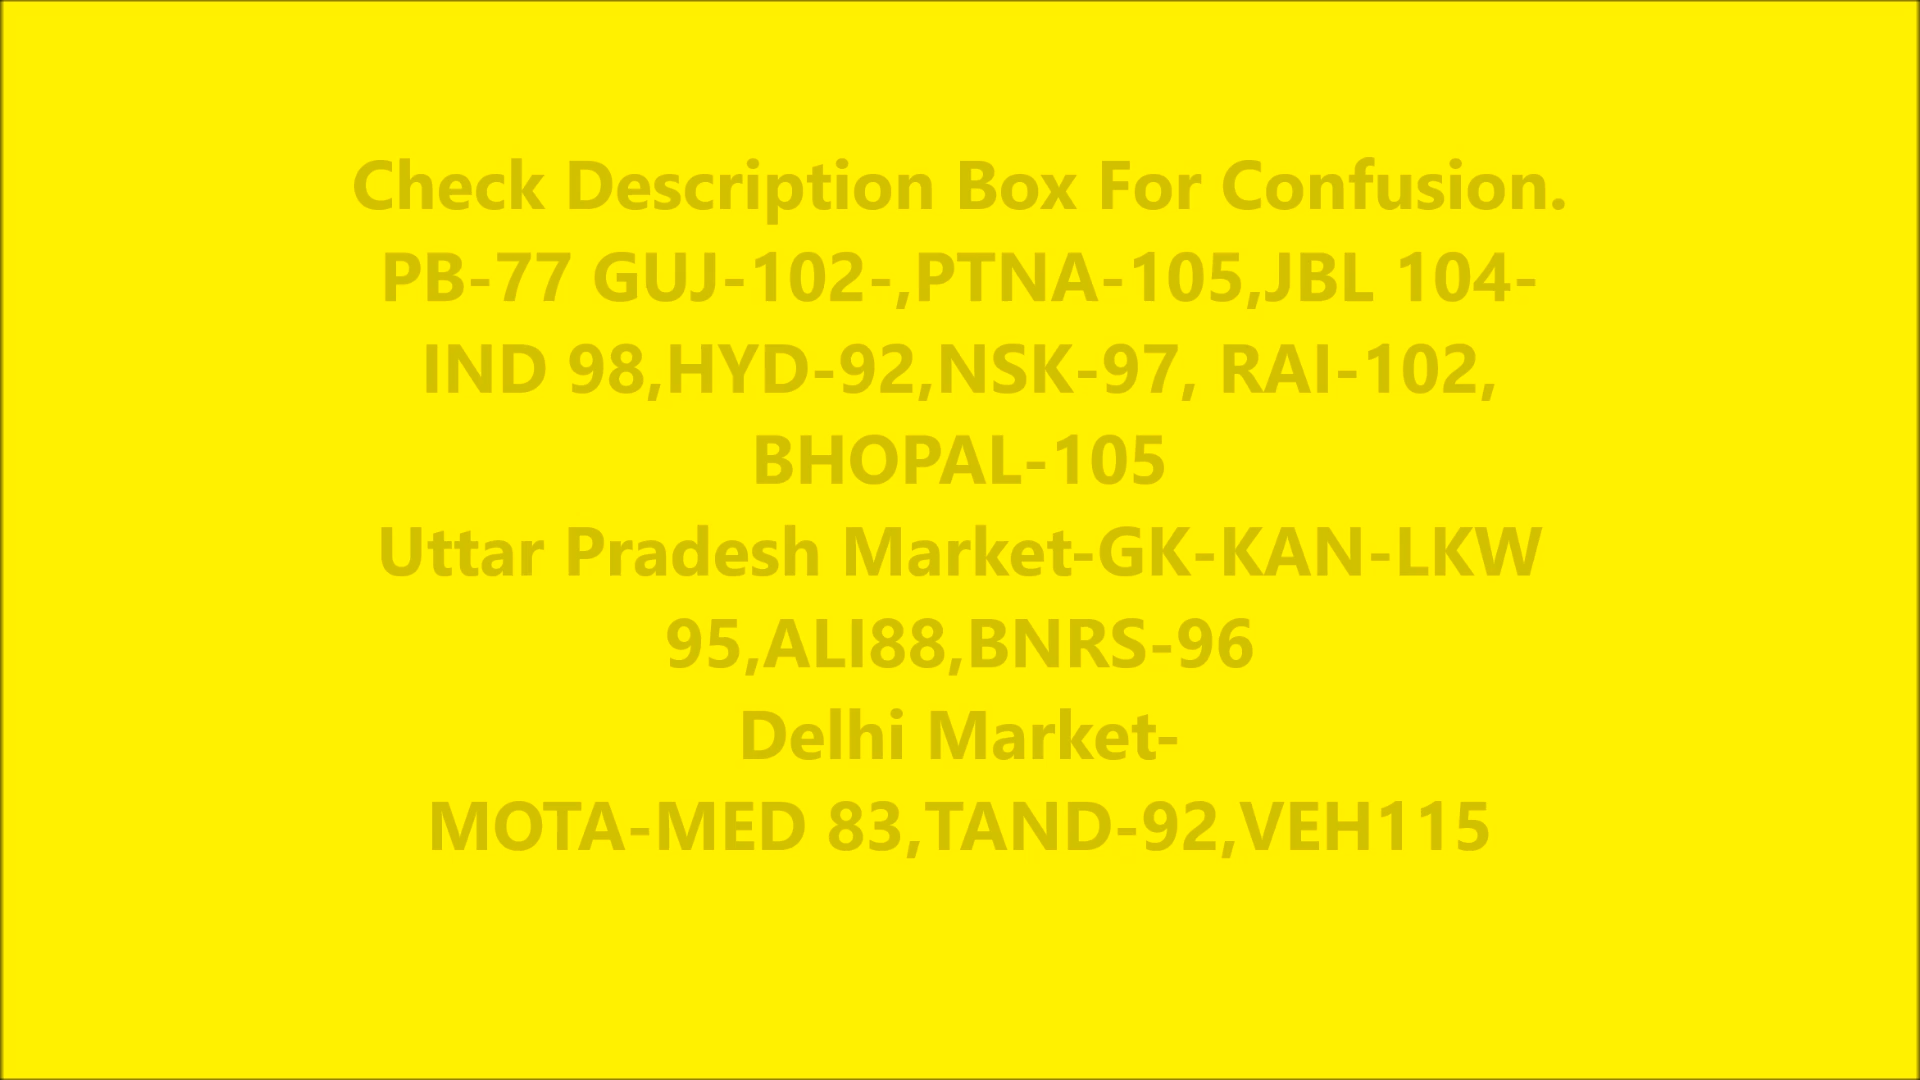 Check Description Box For Confusion.
PB-77 GUJ-102-,PTNA-105,JBL 104-
IND 98,HYD-92,NSK-97, RAI-102,
BHOPAL-105
Uttar Pradesh Market-GK-KAN-LKW
95,ALI88,BNRS-96
Delhi Market-
MOTA-MED 83,TAND-92,VEH115